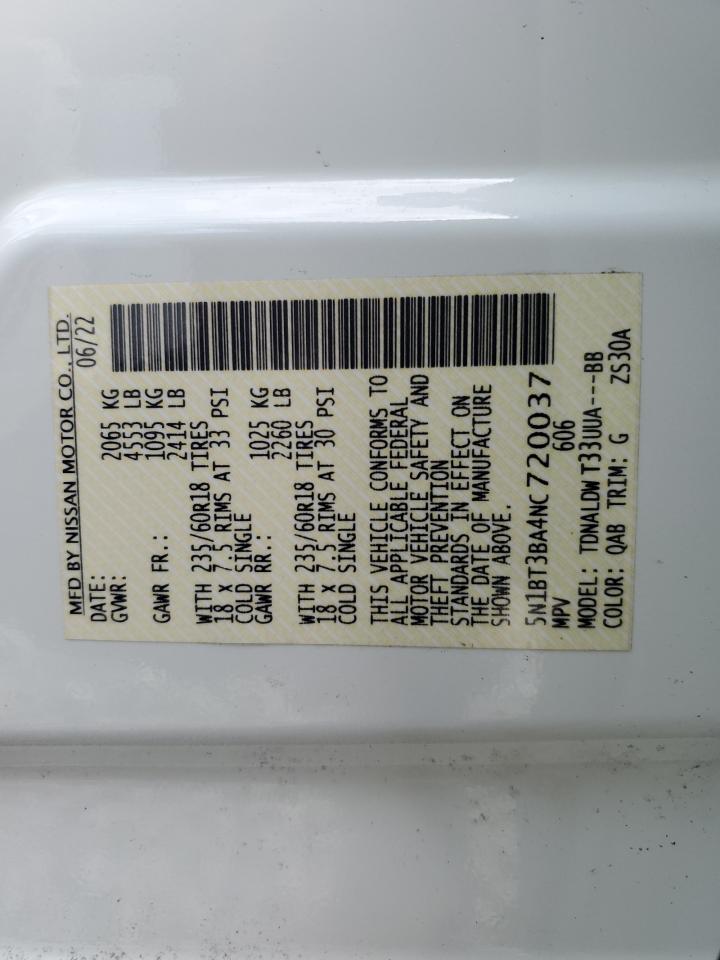 MFD BY NISSAN MOTOR CO., LTD.
DATE: 06/22
GVWR: 2065 KG
4553 LB
GAWR FR.: 1095 KG
2414 LB
WITH 235/60R18 TIRES
18 x 7.5 RIMS AT 33 PSI
COLD SINGLE
GAWR RR.: 1025 KG
2260 LB
WITH 235/60R18 TIRES
18 x 7.5 RIMS AT 30 PSI
COLD SINGLE
THIS VEHICLE CONFORMS TO
ALL APPLICABLE FEDERAL
MOTOR VEHICLE SAFETY AND
THEFT PREVENTION
STANDARDS IN EFFECT ON
THE DATE OF MANUFACTURE
SHOWN ABOVE.
5N1BT3BA4NC720037
MPV 606
MODEL: TDNALDW T33UUA----BB
COLOR: QAB TRIM: G ZS30A